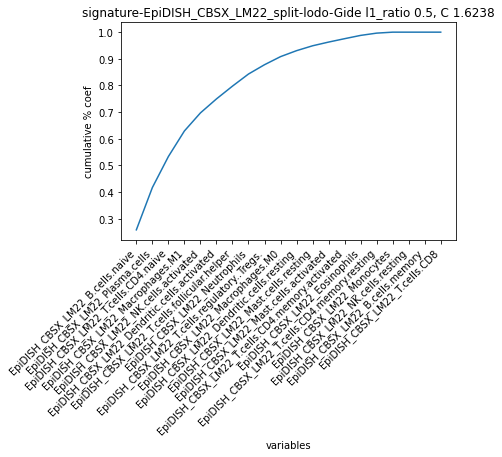 signature-EpiDISH_CBSX_LM22_split-lodo-Gide l1_ratio 0.5, C 1.6238
cumulative % coef
1.0
0.9
0.8
0.7
0.6
0.5
0.4
0.3
EpiDISH_CBSX_LM22_B.cells.naive
EpiDISH_CBSX_LM22_Plasma.cells
EpiDISH_CBSX_LM22_T.cells.CD4.naive
EpiDISH_CBSX_LM22_Macrophages.M1
EpiDISH_CBSX_LM22_NK.cells.activated
EpiDISH_CBSX_LM22_Dendritic.cells.activated
EpiDISH_CBSX_LM22_T.cells.follicular.helper
EpiDISH_CBSX_LM22_Neutrophils
EpiDISH_CBSX_LM22_T.cells.regulatory..Tregs.
EpiDISH_CBSX_LM22_Macrophages.M0
EpiDISH_CBSX_LM22_Dendritic.cells.resting
EpiDISH_CBSX_LM22_Mast.cells.resting
EpiDISH_CBSX_LM22_Mast.cells.activated
EpiDISH_CBSX_LM22_T.cells.CD4.memory.activated
EpiDISH_CBSX_LM22_Eosinophils
EpiDISH_CBSX_LM22_T.cells.CD4.memory.resting
EpiDISH_CBSX_LM22_Monocytes
EpiDISH_CBSX_LM22_NK.cells.resting
EpiDISH_CBSX_LM22_B.cells.memory
EpiDISH_CBSX_LM22_T.cells.CD8
variables